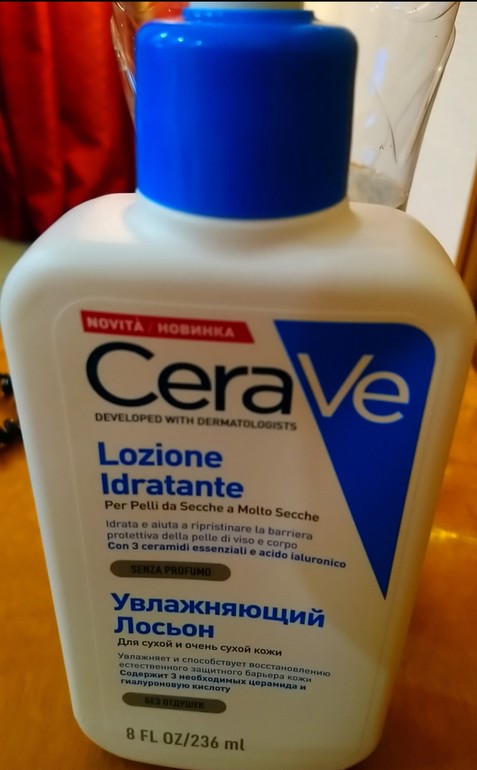 NOVITÀ / НОВИНКА
CeraVe
DEVELOPED WITH DERMATOLOGISTS
Lozione
Idratante
Per Pelli da Secche a Molto Secche
Idrata e aiuta a ripristinare la barriera
protettiva della pelle di viso e corpo
Con 3 ceramidi essenziali e acido ialuronico
SENZA PROFUMO
Увлажняющий
Лосьон
Для сухой и очень сухой кожи
Увлажняет и способствует восстановлению
естественного защитного барьера кожи
Содержит 3 необходимых церамида и
гиалуроновую кислоту
БЕЗ ОТДУШЕК
8 FL OZ/236 ml